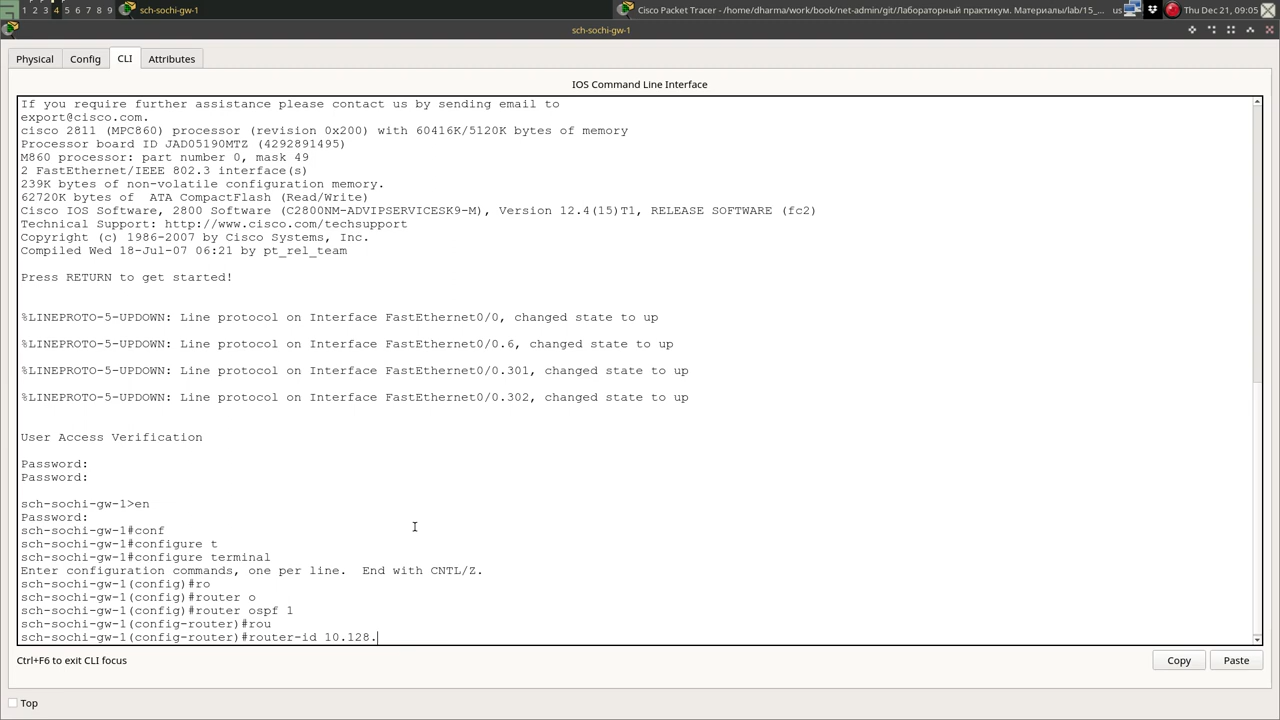 1 2 3 4 5 6 7 8 9
sch-sochi-gw-1
Cisco Packet Tracer - /home/dharma/work/book/net-admin/git/Лабораторный практикум. Материалы/lab/15_...
us
Thu Dec 21, 09:05
sch-sochi-gw-1
Physical
Config
CLI
Attributes
IOS Command Line Interface
If you require further assistance please contact us by sending email to
export@cisco.com.
cisco 2811 (MPC860) processor (revision 0x200) with 60416K/5120K bytes of memory
Processor board ID JAD05190MTZ (4292891495)
M860 processor: part number 0, mask 49
2 FastEthernet/IEEE 802.3 interface(s)
239K bytes of non-volatile configuration memory.
62720K bytes of  ATA CompactFlash (Read/Write)
Cisco IOS Software, 2800 Software (C2800NM-ADVIPSERVICESK9-M), Version 12.4(15)T1, RELEASE SOFTWARE (fc2)
Technical Support: http://www.cisco.com/techsupport
Copyright (c) 1986-2007 by Cisco Systems, Inc.
Compiled Wed 18-Jul-07 06:21 by pt_rel_team
Press RETURN to get started!
%LINEPROTO-5-UPDOWN: Line protocol on Interface FastEthernet0/0, changed state to up
%LINEPROTO-5-UPDOWN: Line protocol on Interface FastEthernet0/0.6, changed state to up
%LINEPROTO-5-UPDOWN: Line protocol on Interface FastEthernet0/0.301, changed state to up
%LINEPROTO-5-UPDOWN: Line protocol on Interface FastEthernet0/0.302, changed state to up
User Access Verification
Password:
Password:
sch-sochi-gw-1>en
Password:
sch-sochi-gw-1#conf
sch-sochi-gw-1#configure t
sch-sochi-gw-1#configure terminal
Enter configuration commands, one per line.  End with CNTL/Z.
sch-sochi-gw-1(config)#ro
sch-sochi-gw-1(config)#router o
sch-sochi-gw-1(config)#router ospf 1
sch-sochi-gw-1(config-router)#rou
sch-sochi-gw-1(config-router)#router-id 10.128.
Ctrl+F6 to exit CLI focus
Copy
Paste
Top